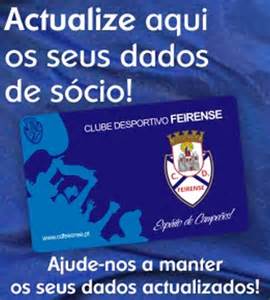 Actualize aqui
os seus dados
de sócio!
CLUBE DESPORTIVO FEIRENSE
C. D.
FEIRENSE
www.cdfeirense.pt
Espírito de Campeões!
Ajude-nos a manter
os seus dados actualizados!